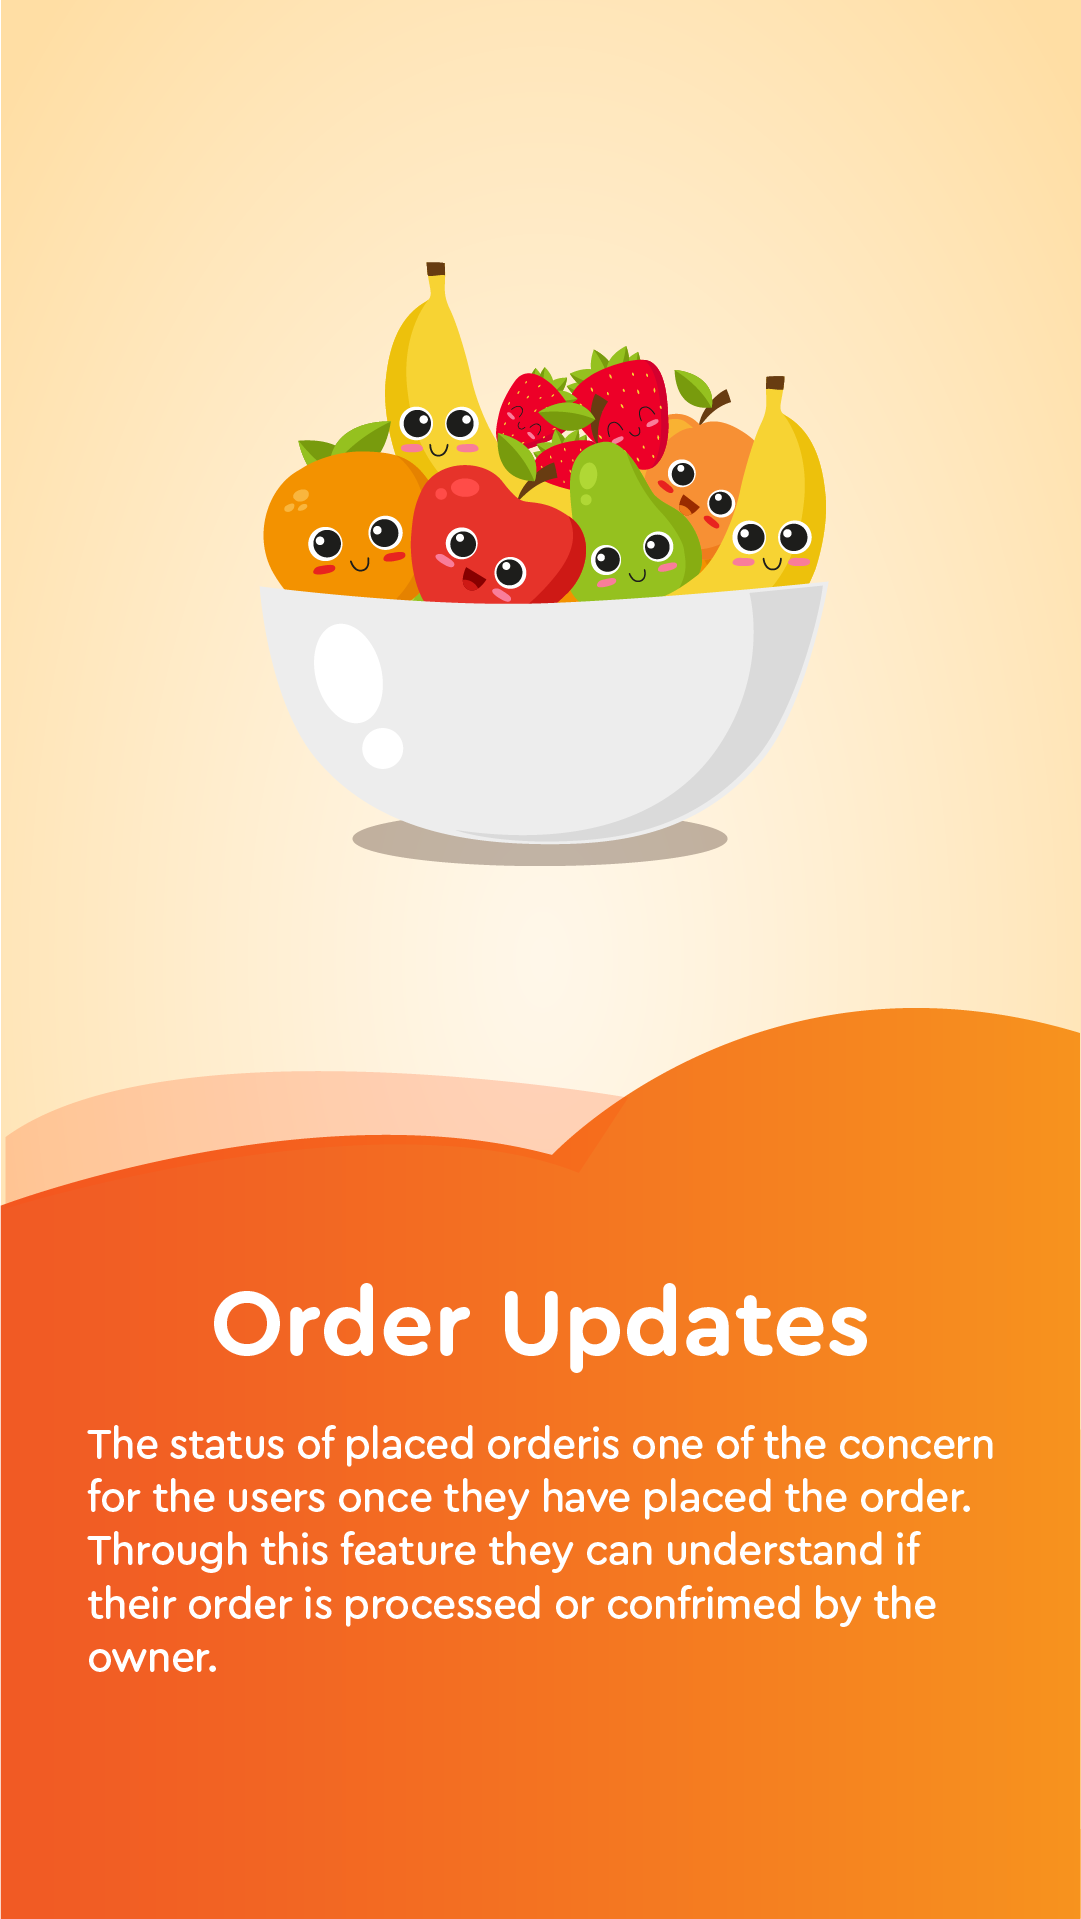 Order Updates
The status of placed orderis one of the concern
for the users once they have placed the order.
Through this feature they can understand if
their order is processed or confrimed by the
owner.